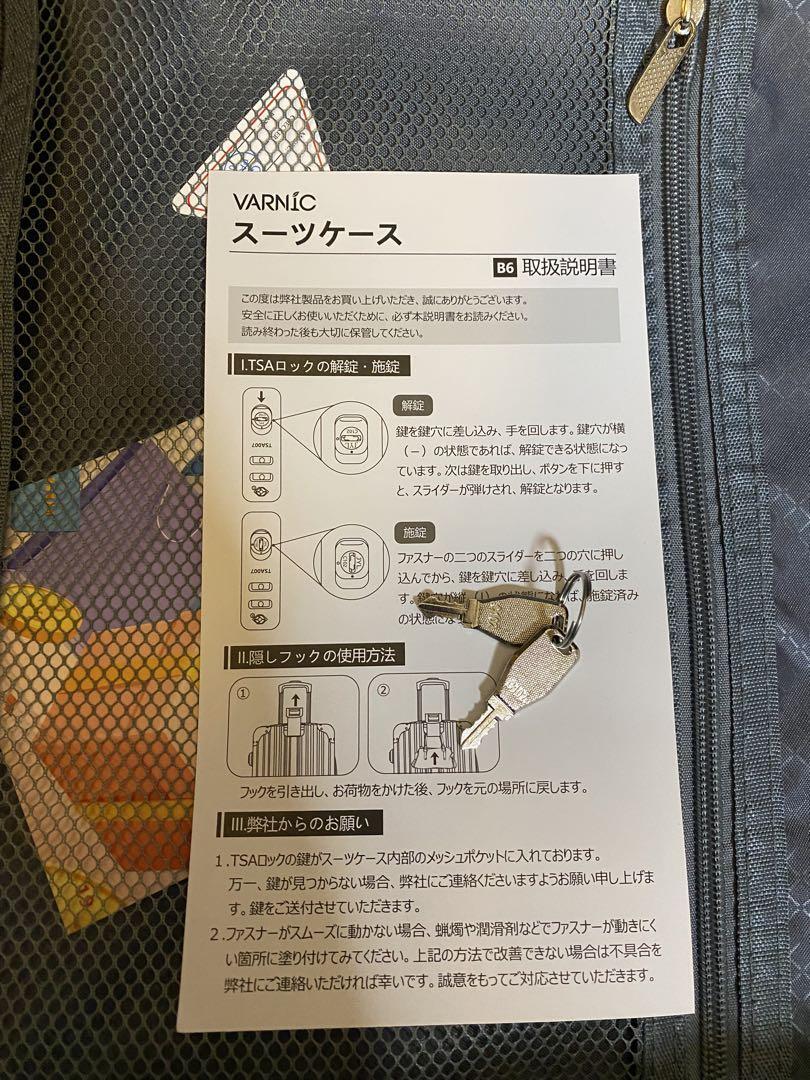 VARNIC
スーツケース
B6 取扱説明書
この度は弊社製品をお買い上げいただき、誠にありがとうございます。
安全に正しくお使いいただくために、必ず本説明書をお読みください。
読み終わった後も大切に保管してください。
I.TSAロックの解錠・施錠
解錠
鍵を鍵穴に差し込み、手を回します。鍵穴が横
(－)の状態であれば、解錠できる状態になっ
ています。次は鍵を取り出し、ボタンを下に押す
と、スライダーが弾けされ、解錠となります。
TSA007
JYL
C102
施錠
ファスナーの二つのスライダーを二つの穴に押し
込んでから、鍵を鍵穴に差し込み、手を回しま
す。鍵穴が縦(|)の状態になれば、施錠済み
の状態にな
TSA007
JYL
C102
II.隠しフックの使用方法
① ②
フックを引き出し、お荷物をかけた後、フックを元の場所に戻します。
III.弊社からのお願い
1.TSAロックの鍵がスーツケース内部のメッシュポケットに入れております。
万一、鍵が見つからない場合、弊社にご連絡くださいますようお願い申し上げま
す。鍵をご送付させていただきます。
2.ファスナーがスムーズに動かない場合、蝋燭や潤滑剤などでファスナーが動きにく
い箇所に塗り付けてみてください。上記の方法で改善できない場合は不具合を
弊社にご連絡いただければ幸いです。誠意をもってご対応させていただきます。